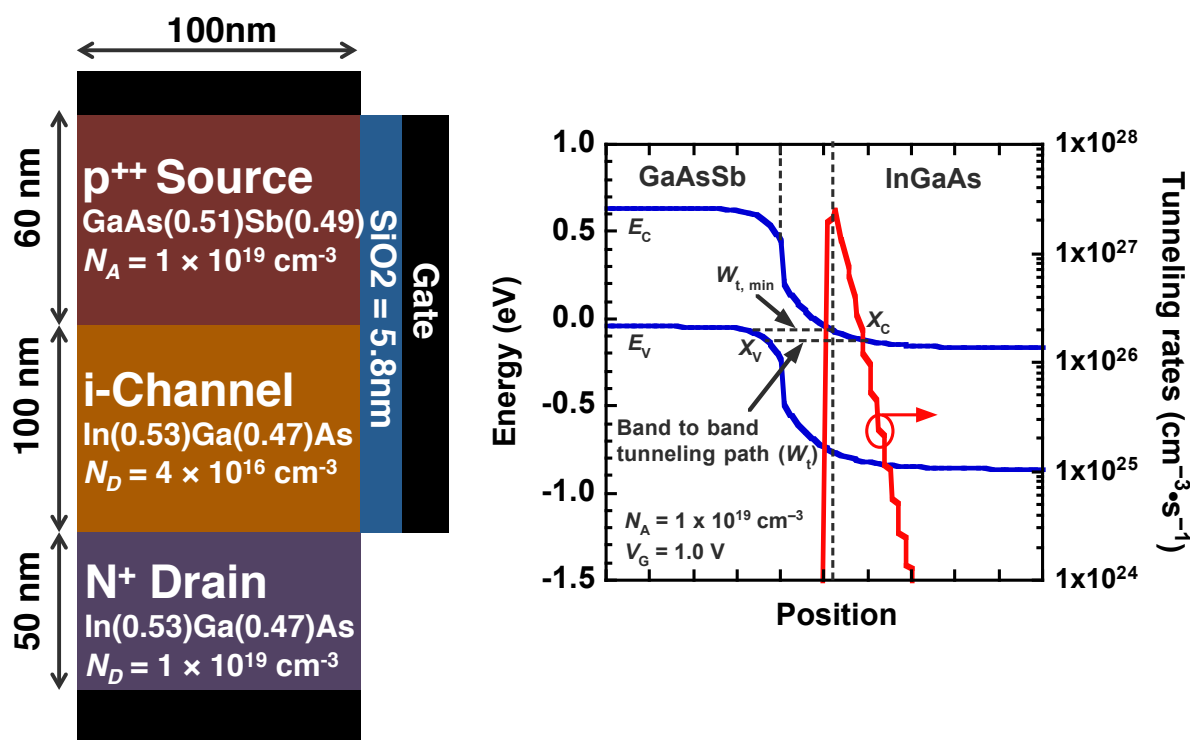 100nm
60 nm
p++ Source
GaAs(0.51)Sb(0.49)
NA = 1 × 10^19 cm-3
100 nm
i-Channel
In(0.53)Ga(0.47)As
ND = 4 × 10^16 cm-3
50 nm
N+ Drain
In(0.53)Ga(0.47)As
ND = 1 × 10^19 cm-3
SiO2 = 5.8nm
Gate
Energy (eV)
1.0
0.5
0.0
-0.5
-1.0
-1.5
GaAsSb
InGaAs
EC
Wt, min
XC
EV
XV
Band to band
tunneling path (Wt)
NA = 1 x 10^19 cm–3
VG = 1.0 V
Position
1x10^28
1x10^27
1x10^26
1x10^25
1x10^24
Tunneling rates (cm−3•s−1)